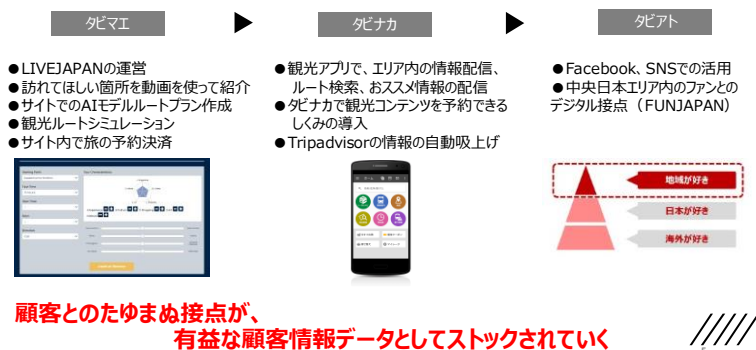 タビマエ
タビナカ
タビアト
●LIVEJAPANの運営
●訪れてほしい箇所を動画を使って紹介
●サイトでのAIモデルルートプラン作成
●観光ルートシミュレーション
●サイト内で旅の予約決済
●観光アプリで、エリア内の情報配信、
ルート検索、おススメ情報の配信
●タビナカで観光コンテンツを予約できる
しくみの導入
●Tripadvisorの情報の自動吸上げ
●Facebook、SNSでの活用
●中央日本エリア内のファンとの
デジタル接点（FUNJAPAN）
地域が好き
日本が好き
海外が好き
顧客とのたゆまぬ接点が、
有益な顧客情報データとしてストックされていく